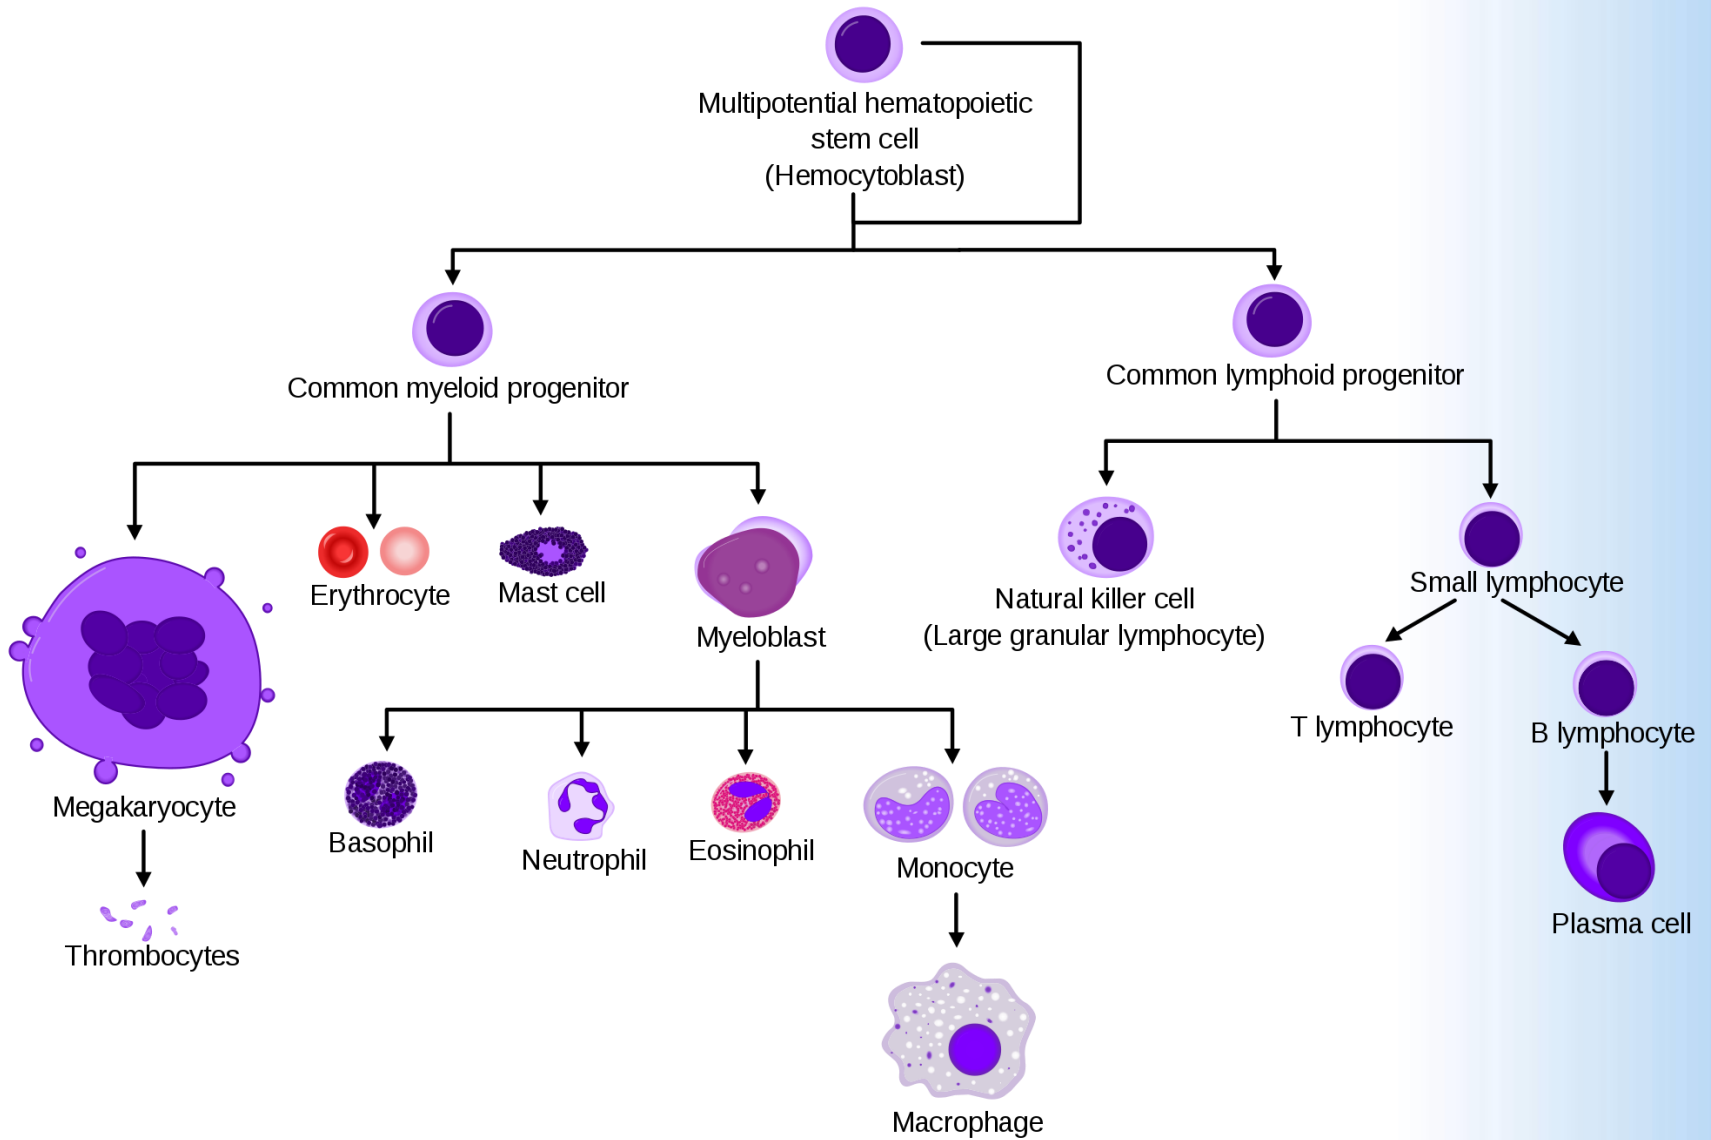 Multipotential hematopoietic
stem cell
(Hemocytoblast)
Common myeloid progenitor
Common lymphoid progenitor
Erythrocyte
Mast cell
Myeloblast
Natural killer cell
(Large granular lymphocyte)
Small lymphocyte
T lymphocyte
B lymphocyte
Megakaryocyte
Basophil
Neutrophil
Eosinophil
Monocyte
Plasma cell
Thrombocytes
Macrophage